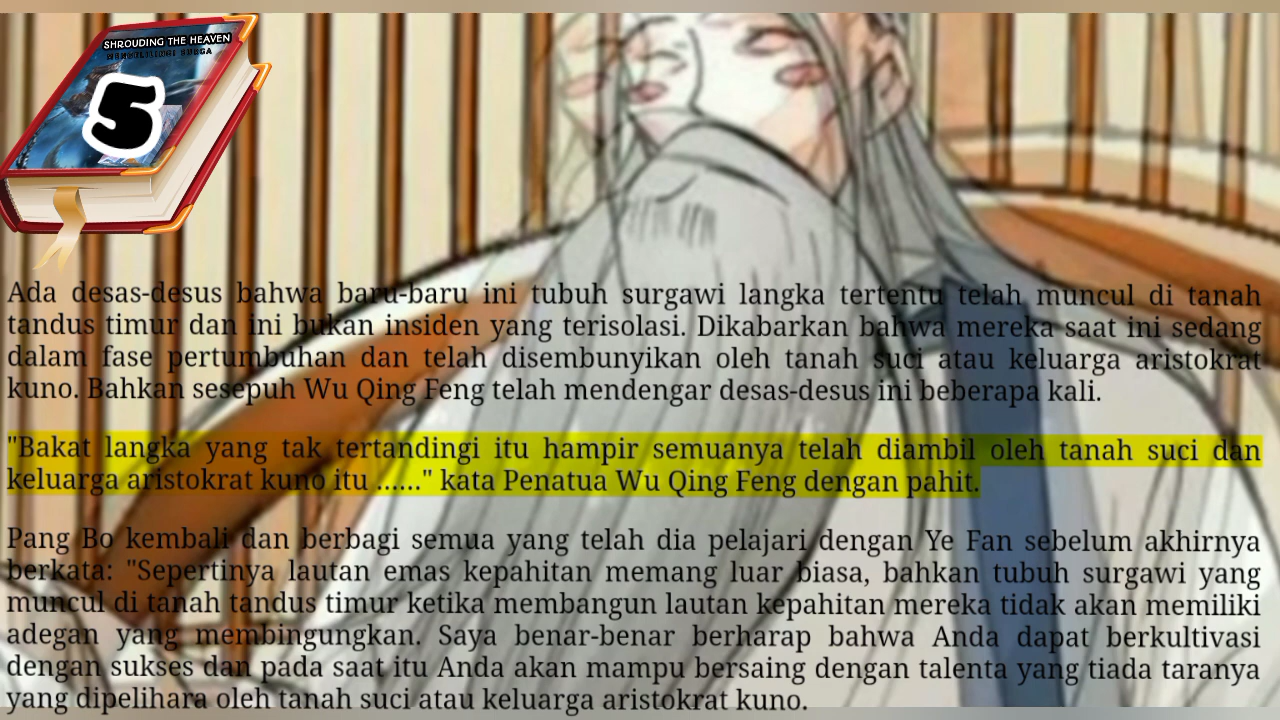 SHROUDING THE HEAVEN
5
Ada desas-desus bahwa baru-baru ini tubuh surgawi langka tertentu telah muncul di tanah
tandus timur dan ini bukan insiden yang terisolasi. Dikabarkan bahwa mereka saat ini sedang
dalam fase pertumbuhan dan telah disembunyikan oleh tanah suci atau keluarga aristokrat
kuno. Bahkan sesepuh Wu Qing Feng telah mendengar desas-desus ini beberapa kali.
"Bakat langka yang tak tertandingi itu hampir semuanya telah diambil oleh tanah suci dan
keluarga aristokrat kuno itu ......" kata Penatua Wu Qing Feng dengan pahit.
Pang Bo kembali dan berbagi semua yang telah dia pelajari dengan Ye Fan sebelum akhirnya
berkata: "Sepertinya lautan emas kepahitan memang luar biasa, bahkan tubuh surgawi yang
muncul di tanah tandus timur ketika membangun lautan kepahitan mereka tidak akan memiliki
adegan yang membingungkan. Saya benar-benar berharap bahwa Anda dapat berkultivasi
dengan sukses dan pada saat itu Anda akan mampu bersaing dengan talenta yang tiada taranya
yang dipelihara oleh tanah suci atau keluarga aristokrat kuno.